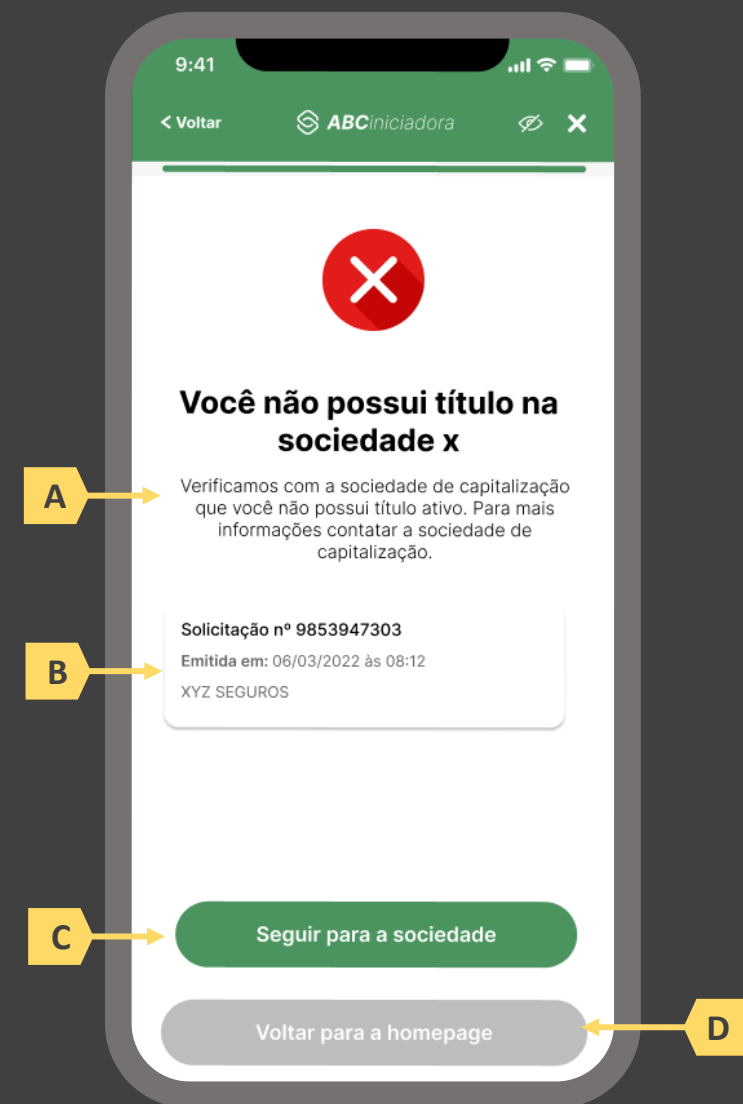 9:41
< Voltar
ABCiniciadora
Você não possui título na
sociedade x
A
Verificamos com a sociedade de capitalização
que você não possui título ativo. Para mais
informações contatar a sociedade de
capitalização.
B
Solicitação nº 9853947303
Emitida em: 06/03/2022 às 08:12
XYZ SEGUROS
C
Seguir para a sociedade
Voltar para a homepage
D